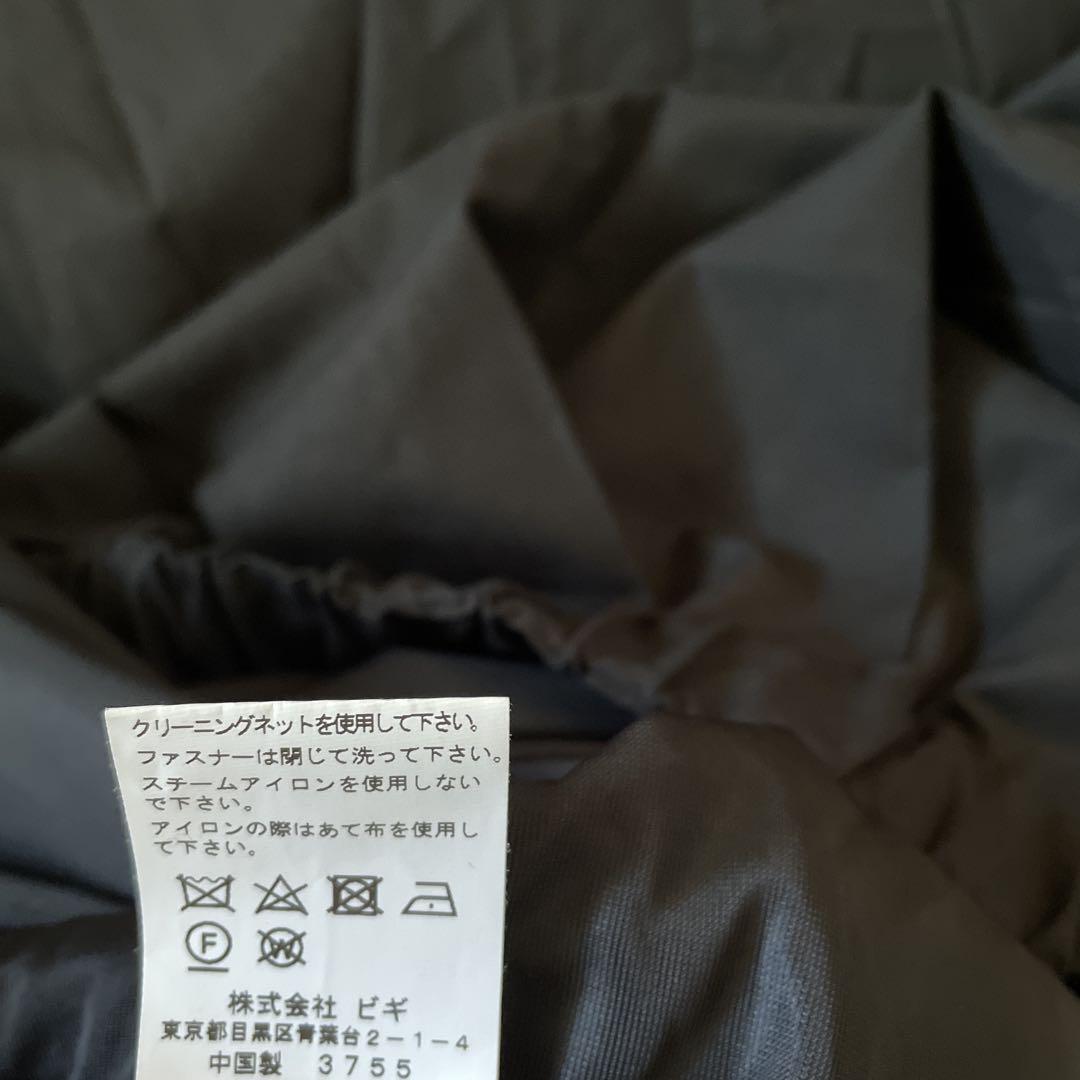 クリーニングネットを使用して下さい。
ファスナーは閉じて洗って下さい。
スチームアイロンを使用しない
で下さい。
アイロンの際はあて布を使用し
て下さい。
F W
株式会社 ビギ
東京都目黒区青葉台2-1-4
中国製 3755